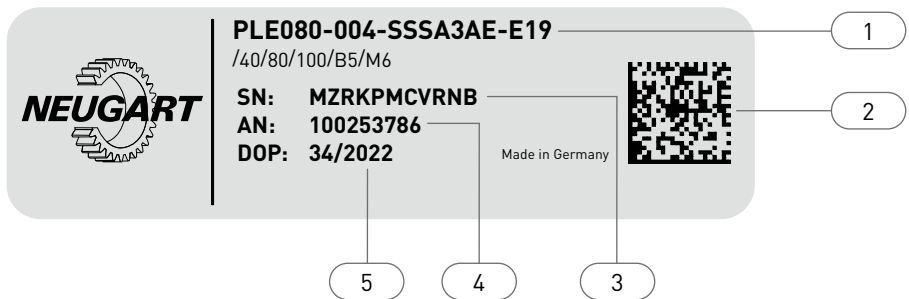 NEUGART
PLE080-004-SSSA3AE-E19
/40/80/100/B5/M6
SN: MZRKPMCVRNB
AN: 100253786
DOP: 34/2022
Made in Germany
1
2
3
4
5